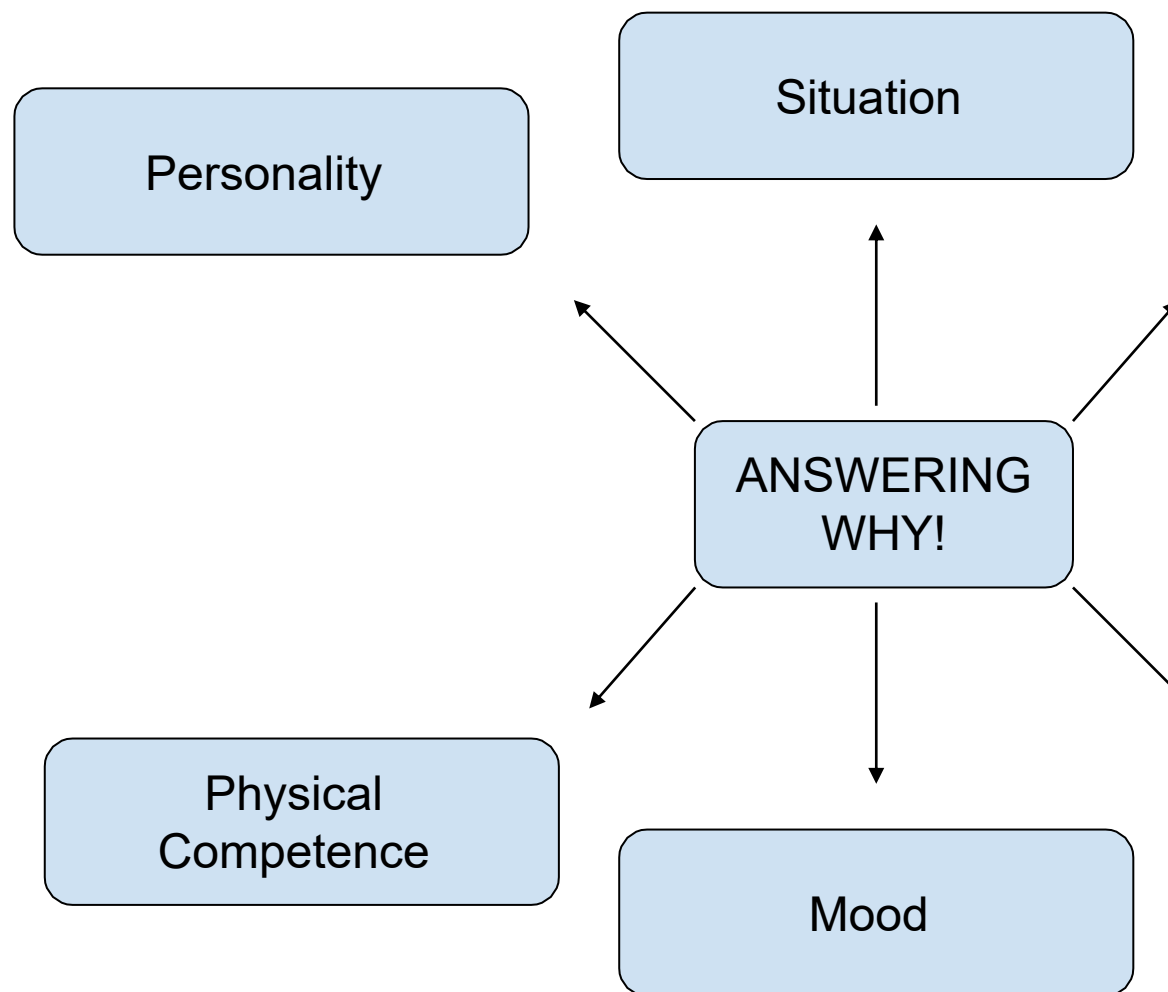 Situation
Personality
ANSWERING
WHY!
Physical
Competence
Mood